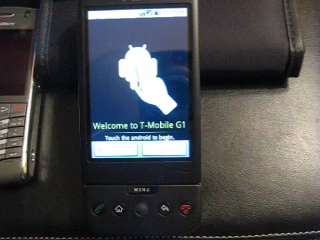 Welcome to T-Mobile G1
Touch the android to begin.
MENU